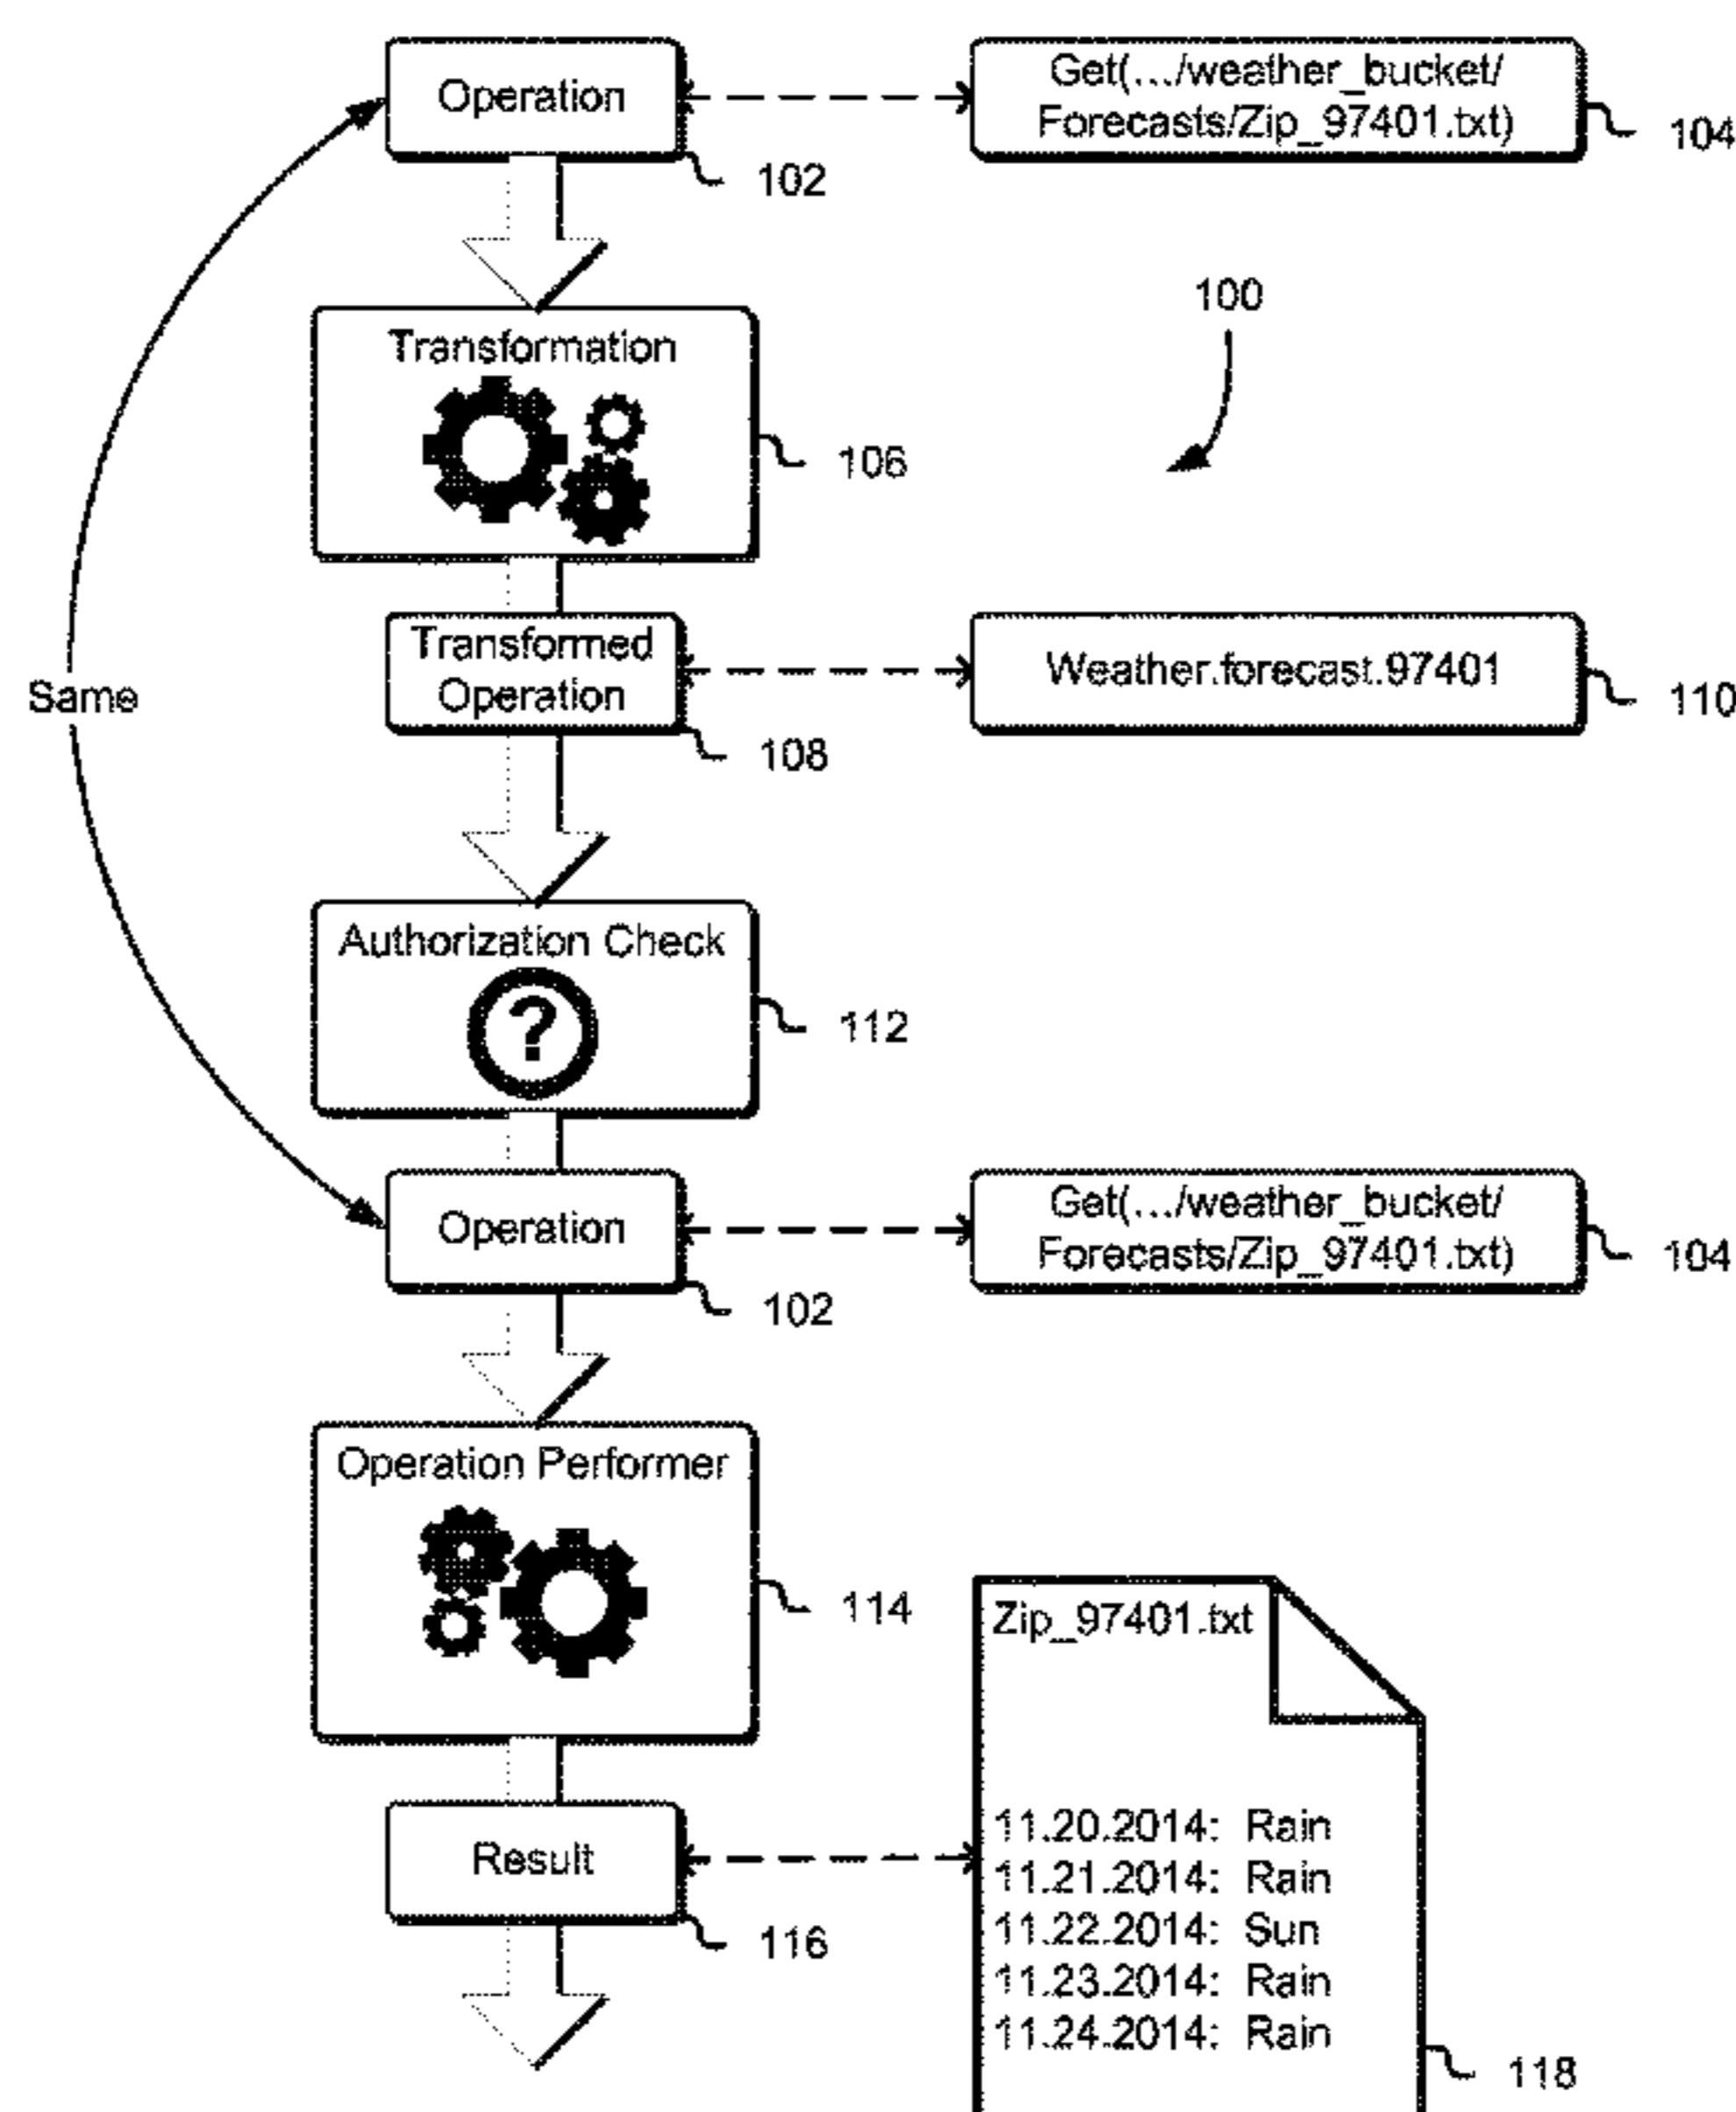 Operation
Get(.../weather_bucket/
Forecasts/Zip_97401.txt)
104
102
100
Transformation
106
Transformed
Operation
Weather.forecast.97401
110
Same
108
Authorization Check
?
112
Operation
Get(.../weather_bucket/
Forecasts/Zip_97401.txt)
104
102
Operation Performer
114
Zip_97401.txt
11.20.2014: Rain
11.21.2014: Rain
11.22.2014: Sun
11.23.2014: Rain
11.24.2014: Rain
Result
116
118